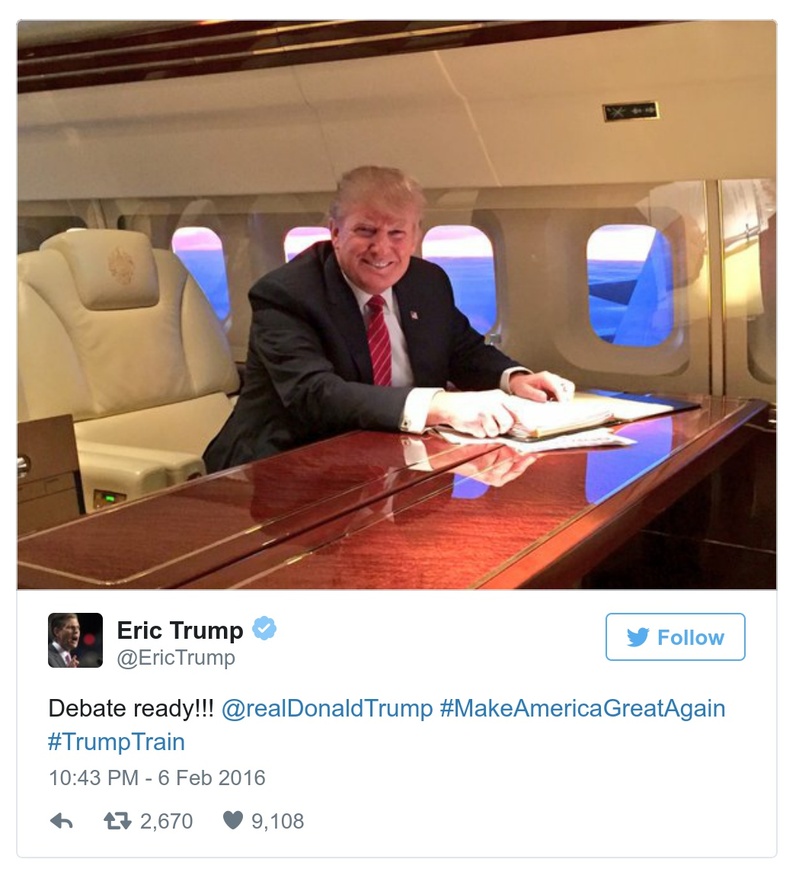 Eric Trump
@EricTrump
Follow
Debate ready!!! @realDonaldTrump #MakeAmericaGreatAgain
#TrumpTrain
10:43 PM - 6 Feb 2016
2,670 9,108